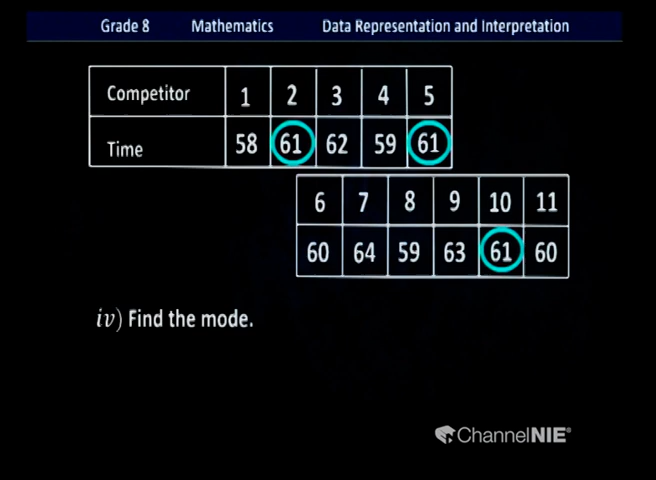 Grade 8 Mathematics Data Representation and Interpretation
Competitor 1 2 3 4 5
Time 58 61 62 59 61
6 7 8 9 10 11
60 64 59 63 61 60
iv) Find the mode.
ChannelNIE®